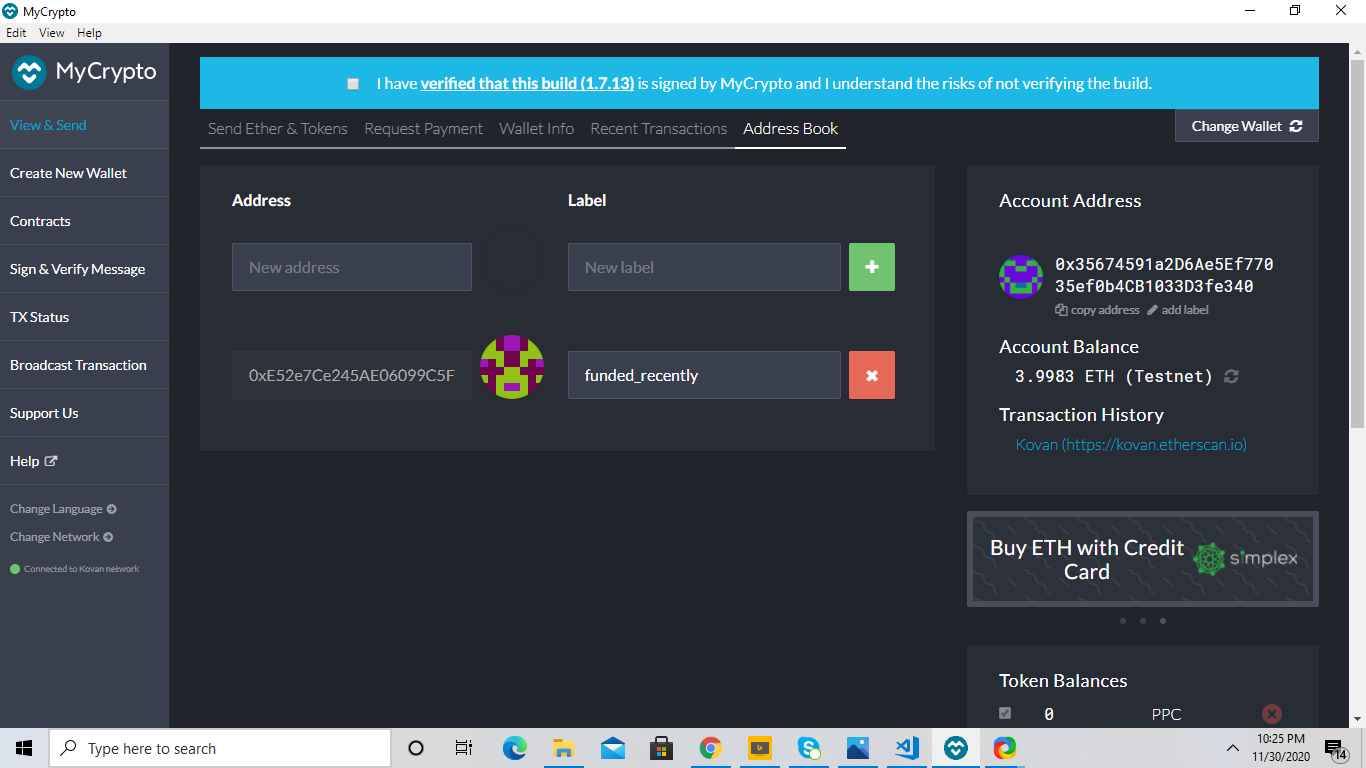 MyCrypto
Edit View Help
MyCrypto
View & Send
Create New Wallet
Contracts
Sign & Verify Message
TX Status
Broadcast Transaction
Support Us
Help
Change Language
Change Network
Connected to Kovan network
I have verified that this build (1.7.13) is signed by MyCrypto and I understand the risks of not verifying the build.
Send Ether & Tokens Request Payment Wallet Info Recent Transactions Address Book
Change Wallet
Address Label
New address New label
0xE52e7Ce245AE06099C5F funded_recently
Account Address
0x35674591a2D6Ae5Ef770
35ef0b4CB1033D3fe340
copy address add label
Account Balance
3.9983 ETH (Testnet)
Transaction History
Kovan (https://kovan.etherscan.io)
Buy ETH with Credit
Card
simplex
Token Balances
0 PPC
Type here to search
10:25 PM
11/30/2020
14